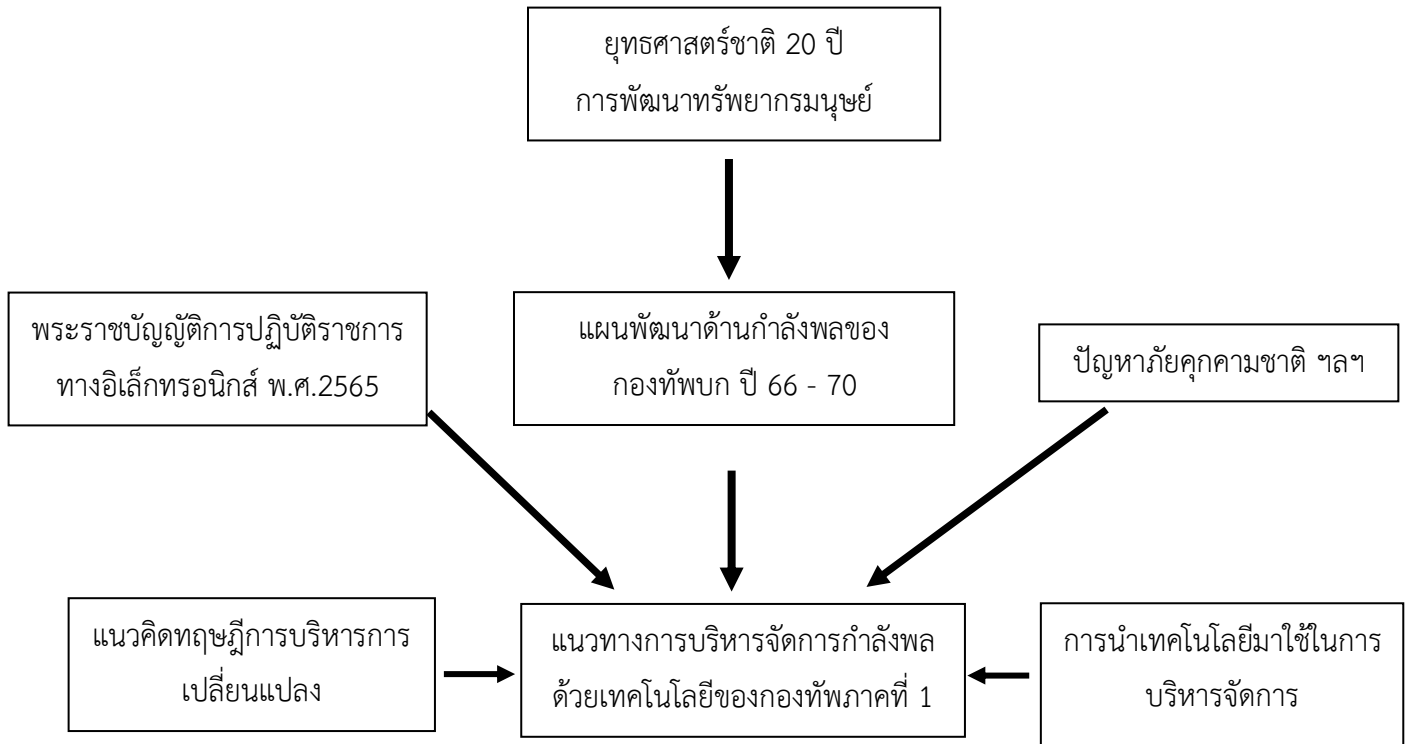 ยุทธศาสตร์ชาติ 20 ปี
การพัฒนาทรัพยากรมนุษย์
พระราชบัญญัติการปฏิบัติราชการ
ทางอิเล็กทรอนิกส์ พ.ศ.2565
แผนพัฒนาด้านกำลังพลของ
กองทัพบก ปี 66 - 70
ปัญหาภัยคุกคามชาติ ฯลฯ
แนวคิดทฤษฎีการบริหารการ
เปลี่ยนแปลง
แนวทางการบริหารจัดการกำลังพล
ด้วยเทคโนโลยีของกองทัพภาคที่ 1
การนำเทคโนโลยีมาใช้ในการ
บริหารจัดการ